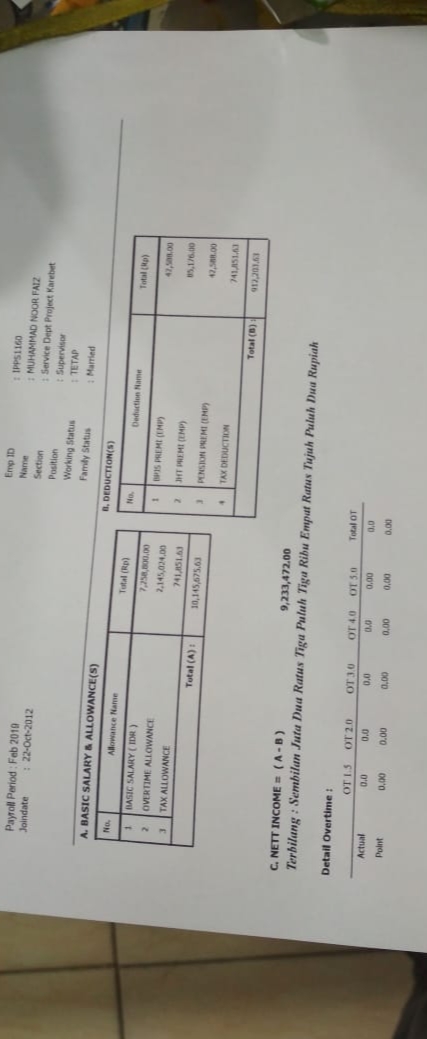 Payroll Period : Feb 2019
Joindate : 22-Oct-2012
Emp ID : IPPS1160
Name : MUHAMMAD NOOR FAIZ
Section : Service Dept Project Karebet
Position : Supervisor
Working Status : TETAP
Family Status : Married
A. BASIC SALARY & ALLOWANCE(S)
No. Allowance Name Total (Rp)
1 BASIC SALARY ( IDR ) 7,258,800.00
2 OVERTIME ALLOWANCE 2,145,024.00
3 TAX ALLOWANCE 741,851.63
Total (A) : 10,145,675.63
B. DEDUCTION(S)
No. Deduction Name Total (Rp)
1 BPJS PREMI (EMP) 42,588.00
2 JHT PREMI (EMP) 85,176.00
3 PENSION PREMI (EMP) 42,588.00
4 TAX DEDUCTION 741,851.63
Total (B) : 912,203.63
C. NETT INCOME = ( A - B ) 9,233,472.00
Terbilang : Sembilan Juta Dua Ratus Tiga Puluh Tiga Ribu Empat Ratus Tujuh Puluh Dua Rupiah
Detail Overtime :
OT 1.5 OT 2.0 OT 3.0 OT 4.0 OT 5.0 Total OT
Actual 0.0 0.0 0.0 0.0 0.00 0.0
Point 0.00 0.00 0.00 0.00 0.00 0.00